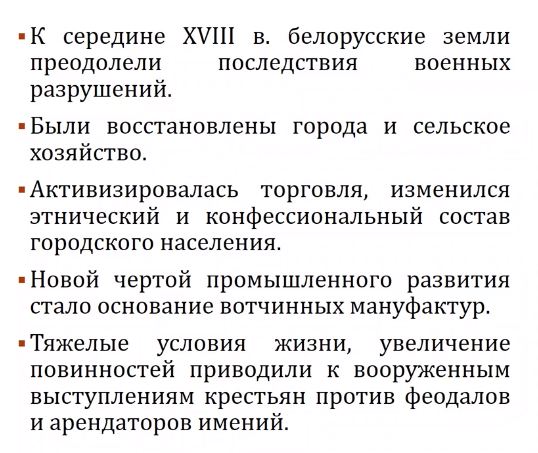 ▪ К середине XVIII в. белорусские земли
преодолели последствия военных
разрушений.
▪ Были восстановлены города и сельское
хозяйство.
▪ Активизировалась торговля, изменился
этнический и конфессиональный состав
городского населения.
▪ Новой чертой промышленного развития
стало основание вотчинных мануфактур.
▪ Тяжелые условия жизни, увеличение
повинностей приводили к вооруженным
выступлениям крестьян против феодалов
и арендаторов имений.